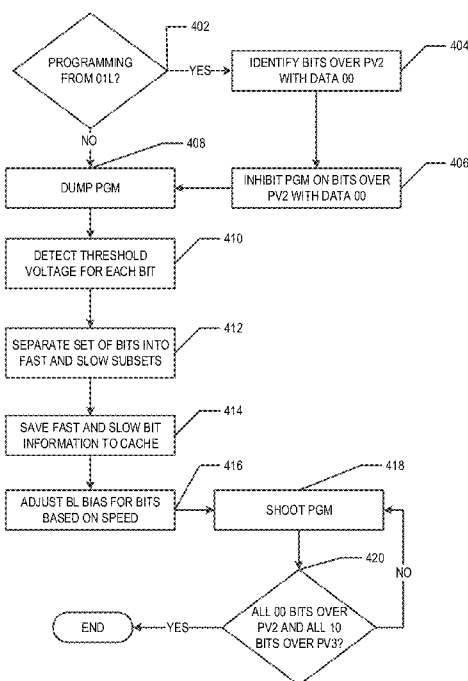 402
PROGRAMMING
FROM 01L?
YES
404
IDENTIFY BITS OVER PV2
WITH DATA 00
NO
408
406
DUMP PGM
INHIBIT PGM ON BITS OVER
PV2 WITH DATA 00
410
DETECT THRESHOLD
VOLTAGE FOR EACH BIT
412
SEPARATE SET OF BITS INTO
FAST AND SLOW SUBSETS
414
SAVE FAST AND SLOW BIT
INFORMATION TO CACHE
416
418
ADJUST BL BIAS FOR BITS
BASED ON SPEED
SHOOT PGM
420
NO
ALL 00 BITS OVER
PV2 AND ALL 10
BITS OVER PV3?
YES
END